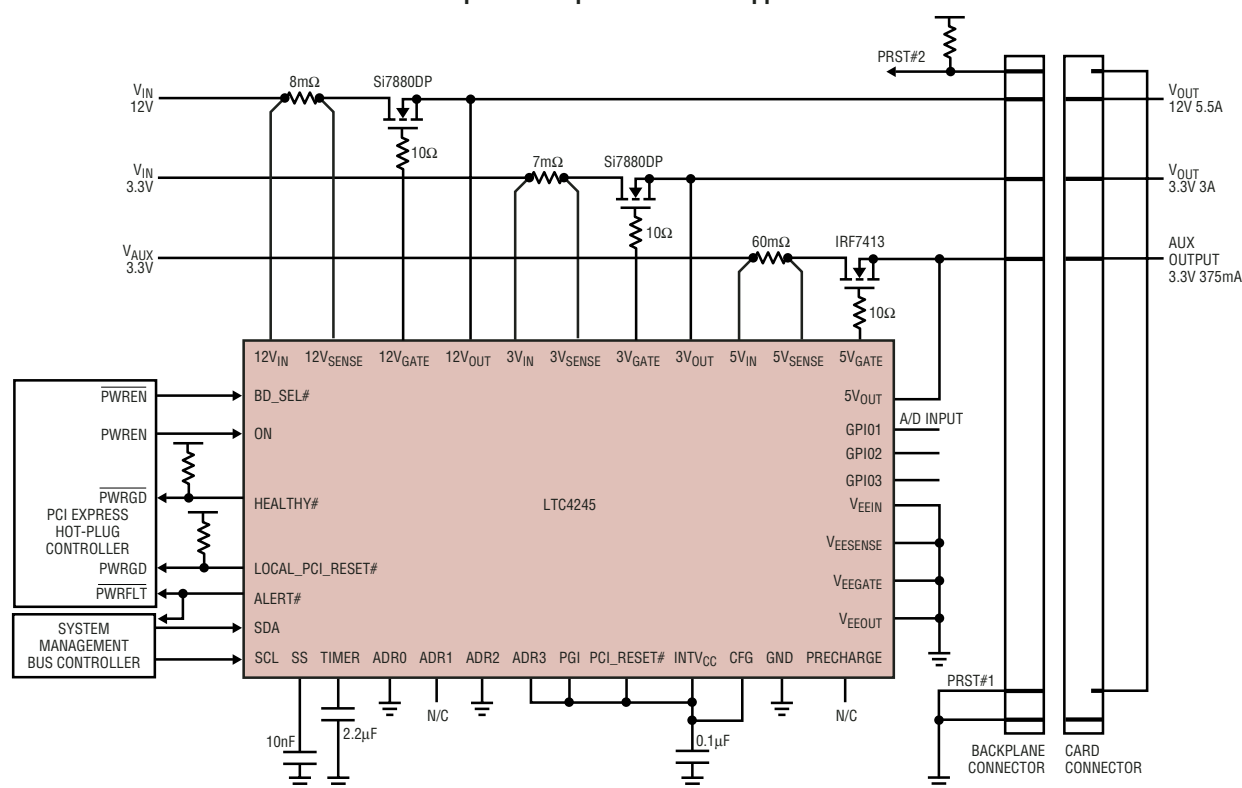 PRST#2
8mΩ
Si7880DP
VIN
12V
VOUT
12V 5.5A
10Ω
7mΩ
Si7880DP
VIN
3.3V
VOUT
3.3V 3A
10Ω
60mΩ
IRF7413
VAUX
3.3V
AUX
OUTPUT
3.3V 375mA
10Ω
12VIN 12VSENSE 12VGATE 12VOUT 3VIN 3VSENSE 3VGATE 3VOUT 5VIN 5VSENSE 5VGATE
PWREN
BD_SEL#
5VOUT
A/D INPUT
PWREN
ON
GPIO1
GPIO2
GPIO3
PWRGD
HEALTHY#
LTC4245
VEEIN
PCI EXPRESS
HOT-PLUG
CONTROLLER
VEESENSE
PWRGD
LOCAL_PCI_RESET#
VEEGATE
PWRFLT
ALERT#
VEEOUT
SYSTEM
MANAGEMENT
BUS CONTROLLER
SDA
SCL SS TIMER ADR0 ADR1 ADR2 ADR3 PGI PCI_RESET# INTVCC CFG GND PRECHARGE
PRST#1
N/C
N/C
10nF
2.2µF
0.1µF
BACKPLANE
CONNECTOR
CARD
CONNECTOR